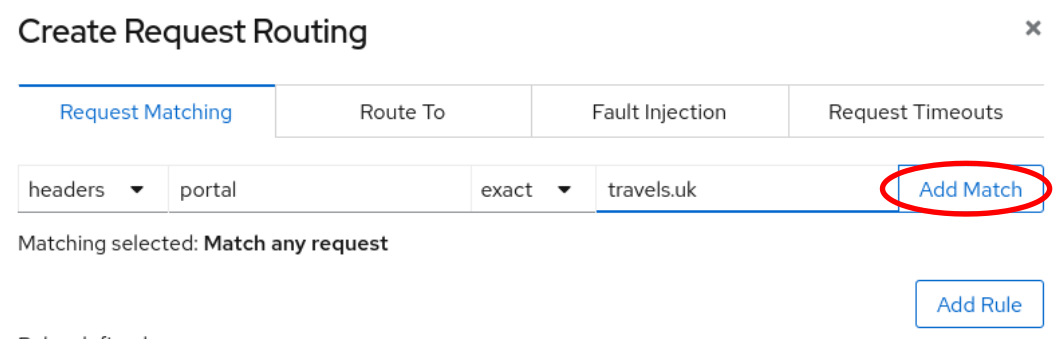 Create Request Routing ×
Request Matching Route To Fault Injection Request Timeouts
headers portal exact travels.uk Add Match
Matching selected: Match any request
Add Rule